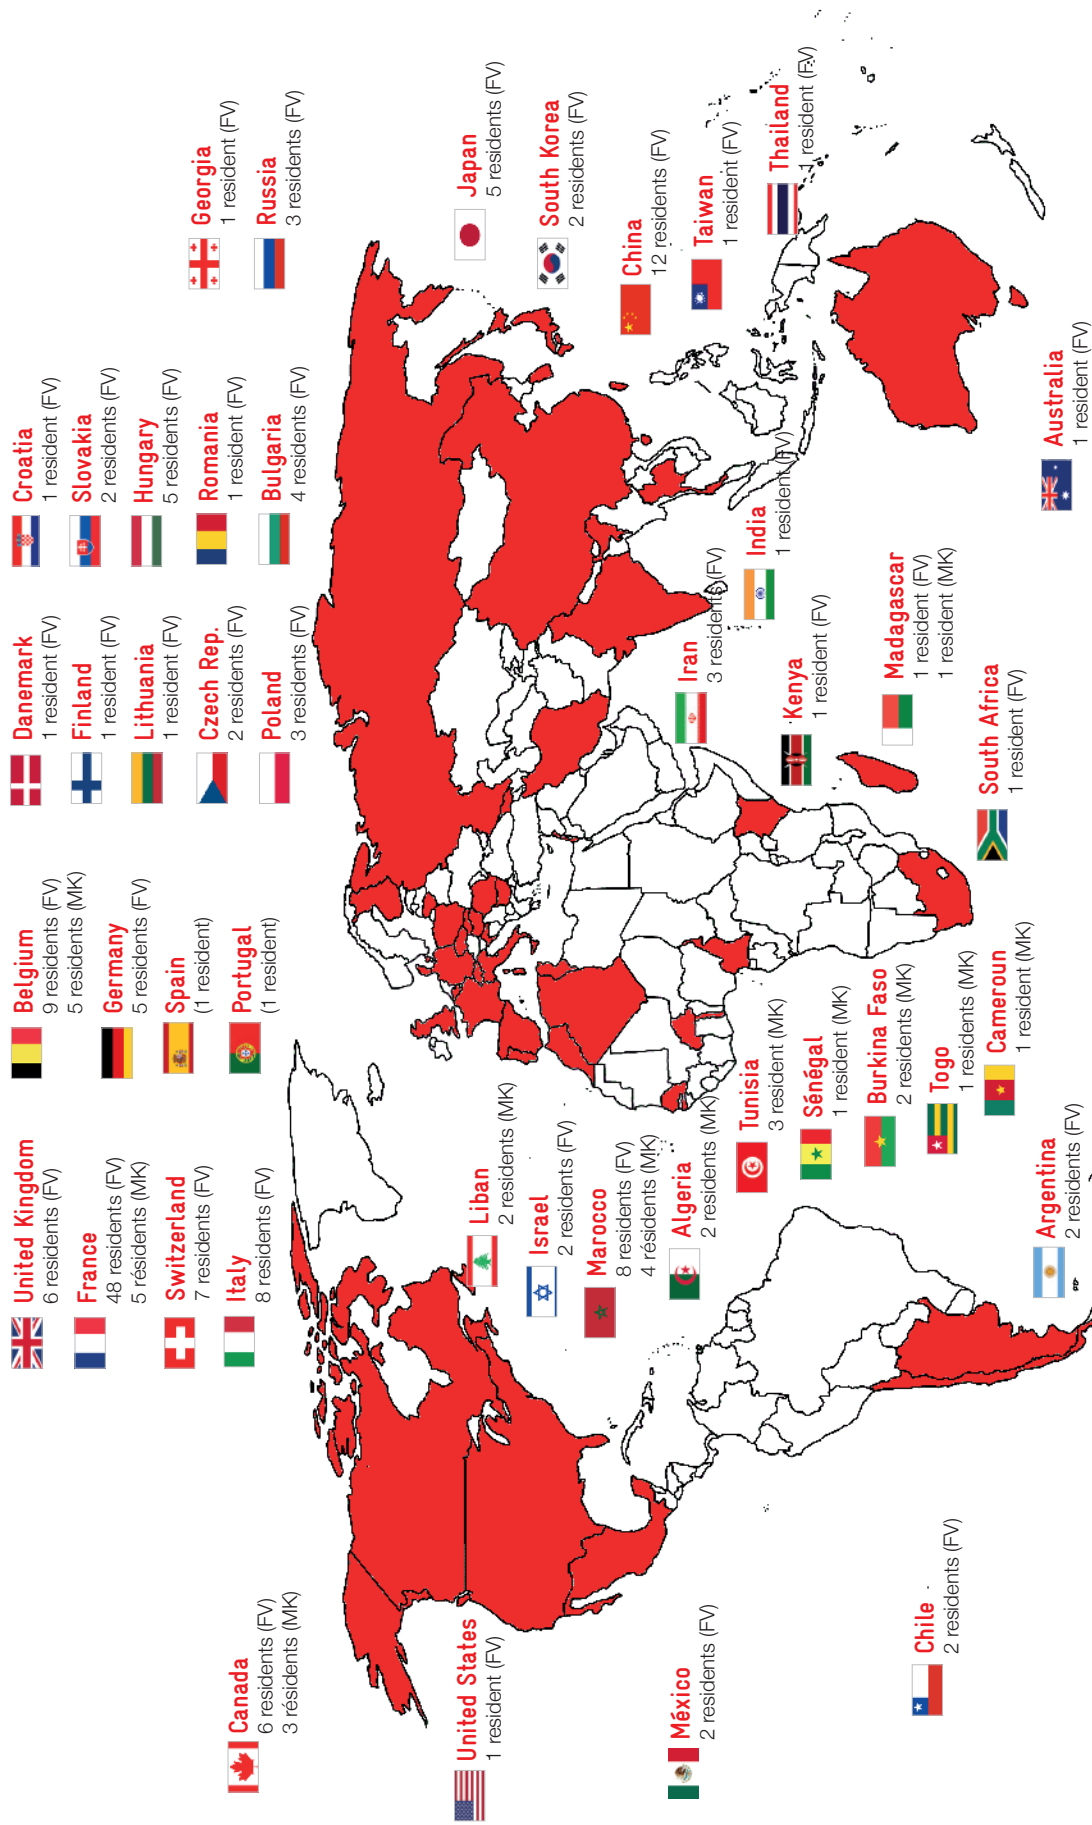 United Kingdom
6 residents (FV)
France
48 residents (FV)
5 résidents (MK)
Switzerland
7 residents (FV)
Italy
8 residents (FV)
Belgium
9 residents (FV)
5 residents (MK)
Germany
5 residents (FV)
Spain
(1 resident)
Portugal
(1 resident)
Danemark
1 resident (FV)
Finland
1 resident (FV)
Lithuania
1 resident (FV)
Czech Rep.
2 residents (FV)
Poland
3 residents (FV)
Croatia
1 resident (FV)
Slovakia
2 residents (FV)
Hungary
5 residents (FV)
Romania
1 resident (FV)
Bulgaria
4 residents (FV)
Georgia
1 resident (FV)
Russia
3 residents (FV)
Canada
6 residents (FV)
3 résidents (MK)
United States
1 resident (FV)
México
2 residents (FV)
Chile
2 residents (FV)
Liban
2 residents (MK)
Israel
2 residents (FV)
Marocco
8 residents (FV)
4 résidents (MK)
Algeria
2 residents (MK)
Tunisia
3 resident (MK)
Sénégal
1 resident (MK)
Burkina Faso
2 residents (MK)
Togo
1 residents (MK)
Cameroun
1 resident (MK)
Argentina
2 residents (FV)
Japan
5 residents (FV)
South Korea
2 residents (FV)
China
12 residents (FV)
Taiwan
1 resident (FV)
Thailand
1 resident (FV)
Iran
3 residents (FV)
India
1 resident (FV)
Kenya
1 resident (FV)
Madagascar
1 resident (FV)
1 resident (MK)
South Africa
1 resident (FV)
Australia
1 resident (FV)